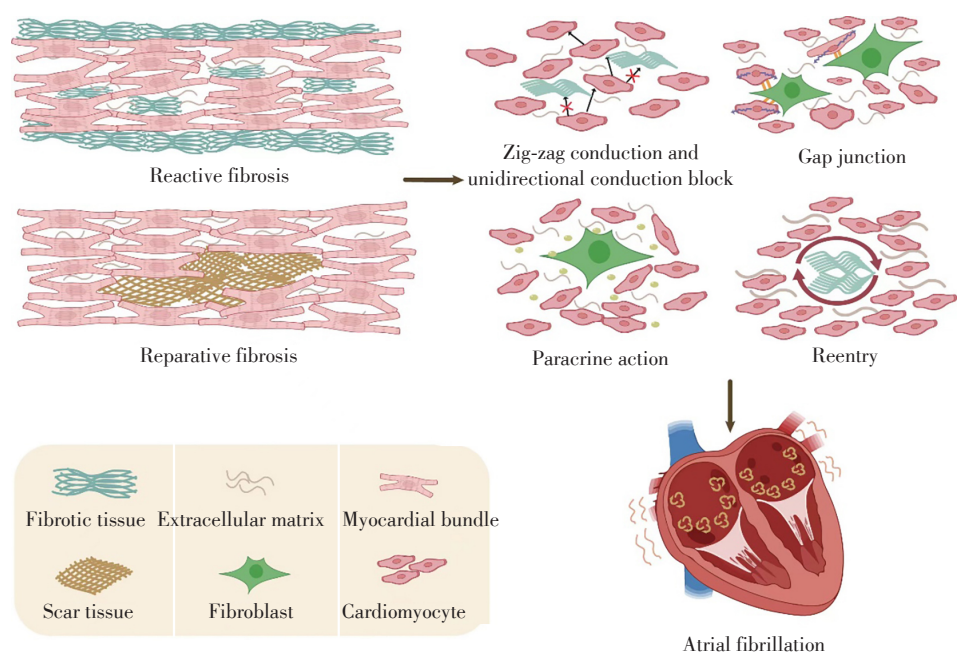 Reactive fibrosis
Zig-zag conduction and
unidirectional conduction block
Gap junction
Reparative fibrosis
Paracrine action
Reentry
Fibrotic tissue
Extracellular matrix
Myocardial bundle
Scar tissue
Fibroblast
Cardiomyocyte
Atrial fibrillation